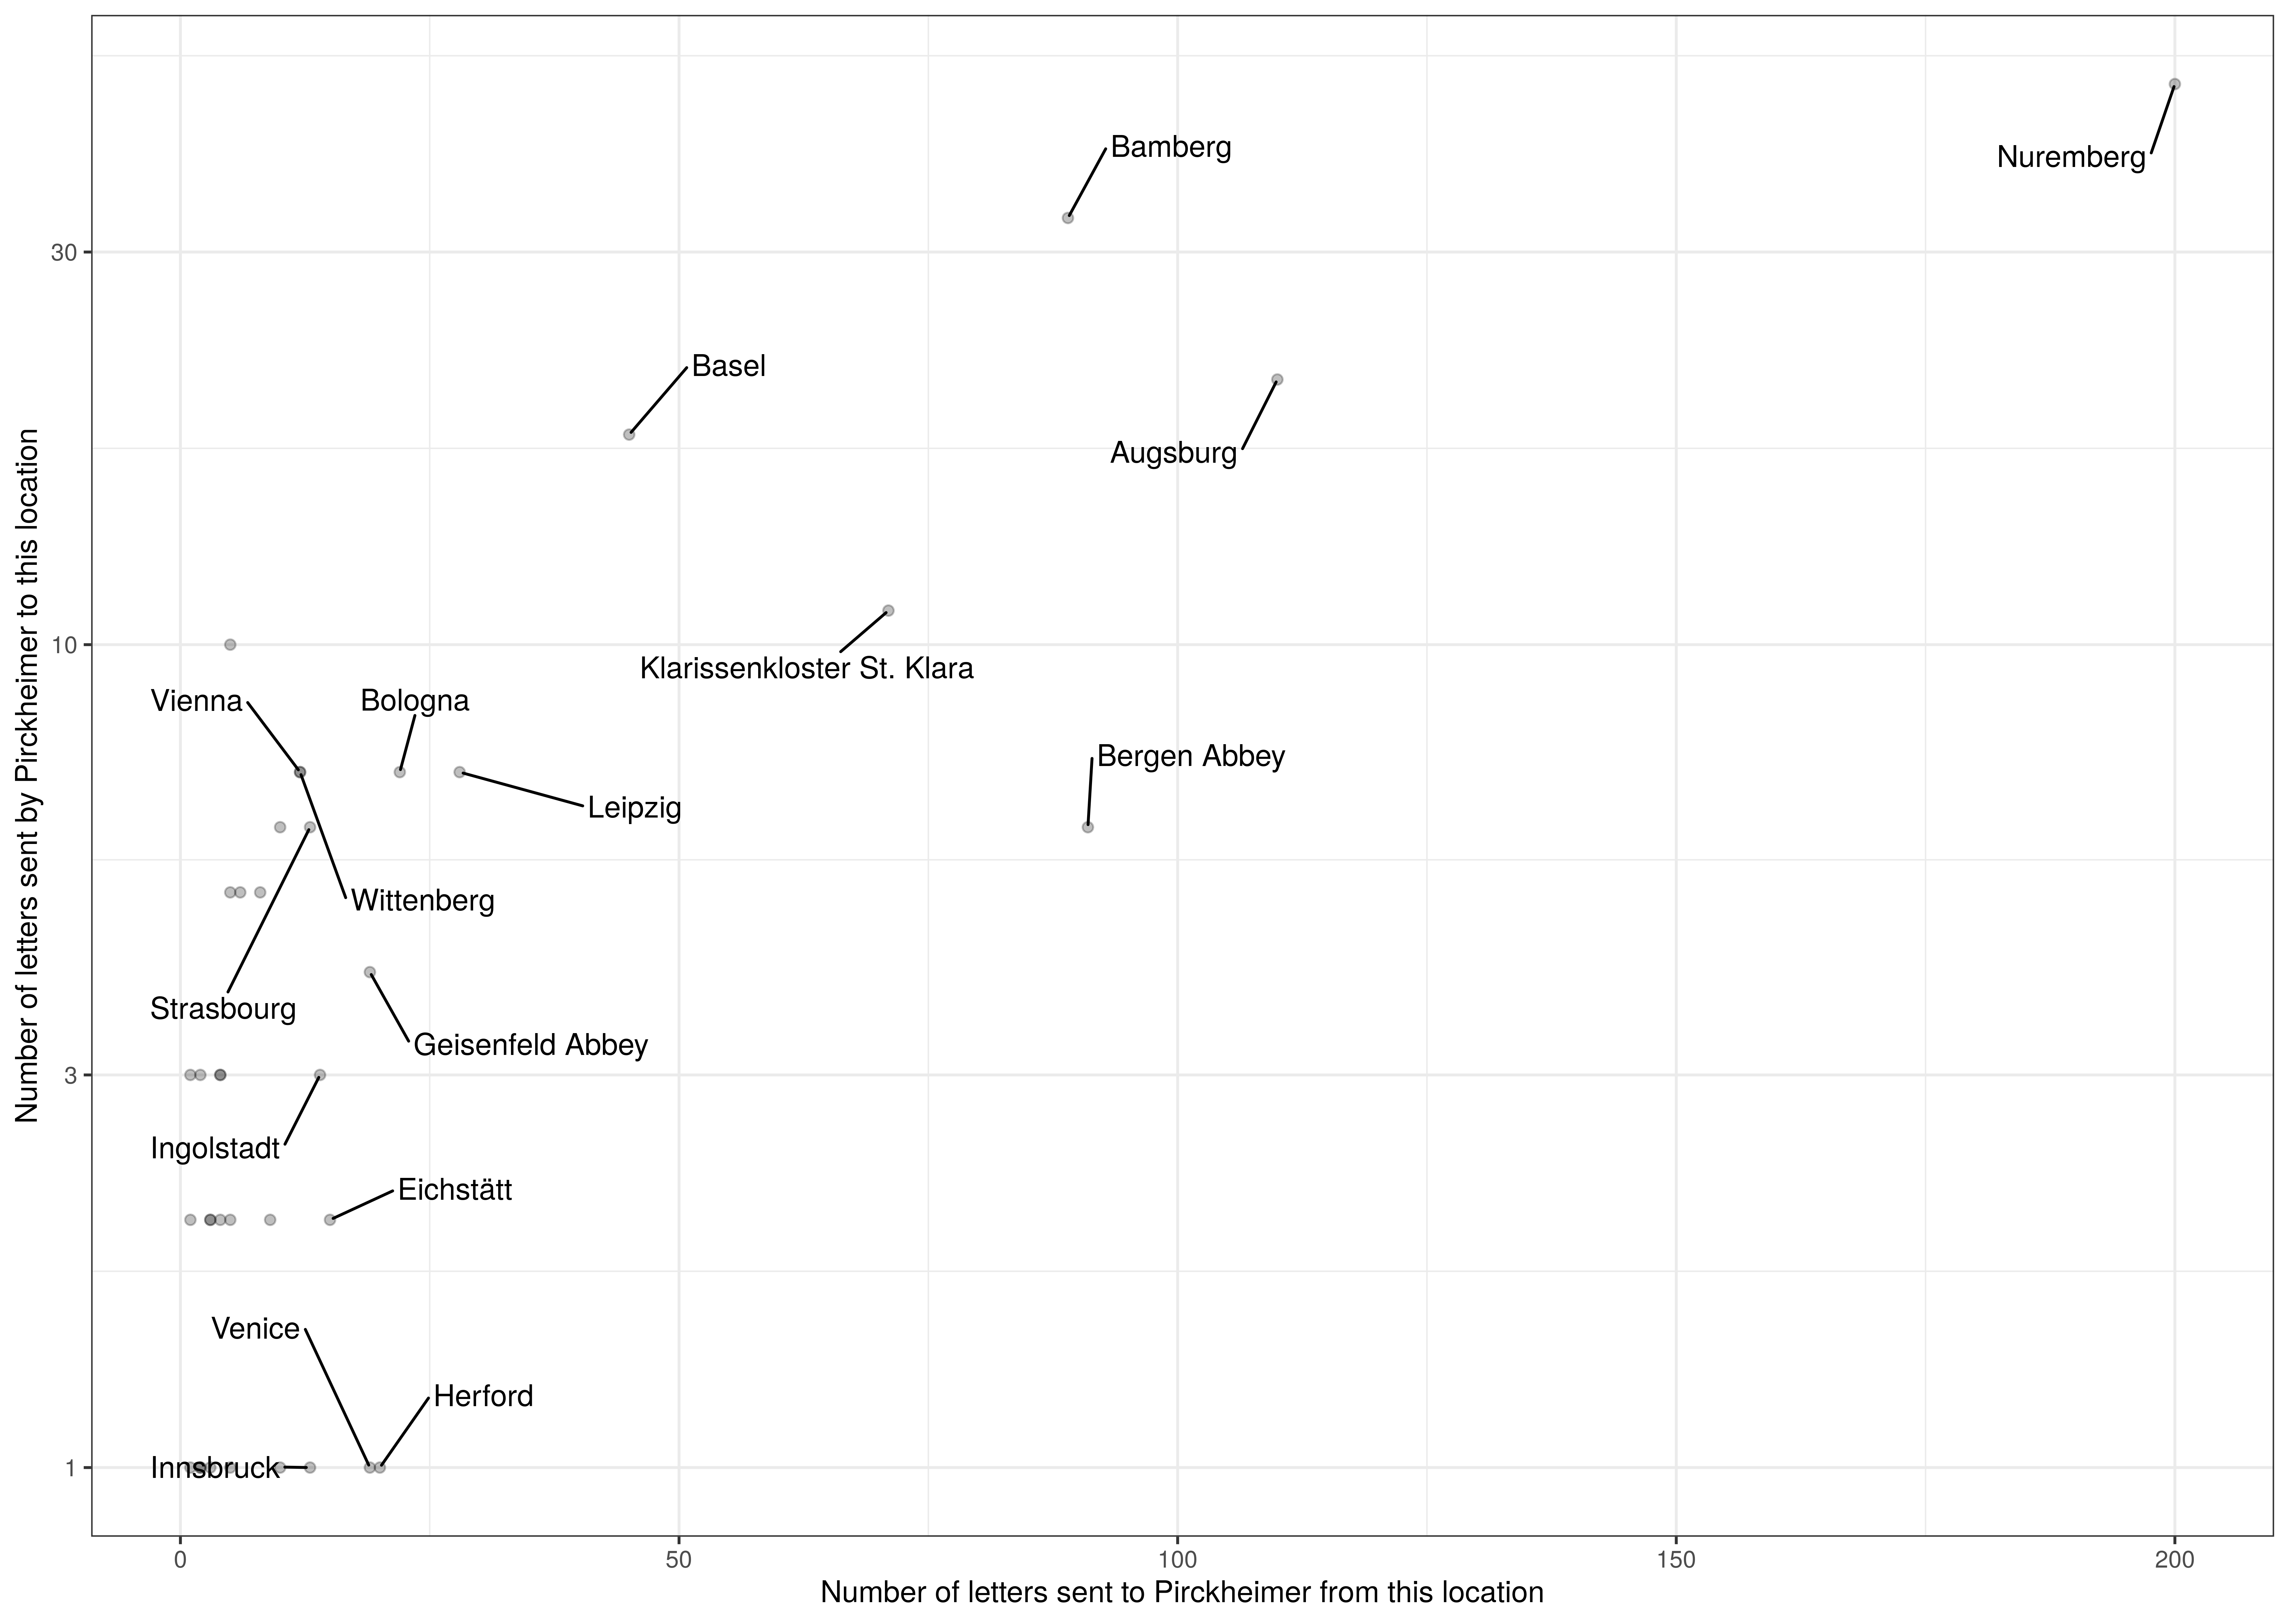 Bamberg
Nuremberg
30
Basel
Augsburg
10
Klarissenkloster St. Klara
Vienna
Bologna
Bergen Abbey
Leipzig
Wittenberg
Strasbourg
Geisenfeld Abbey
3
Ingolstadt
Eichstätt
Venice
Herford
1
Innsbruck
0
50
100
150
200
Number of letters sent to Pirckheimer from this location
Number of letters sent by Pirckheimer to this location